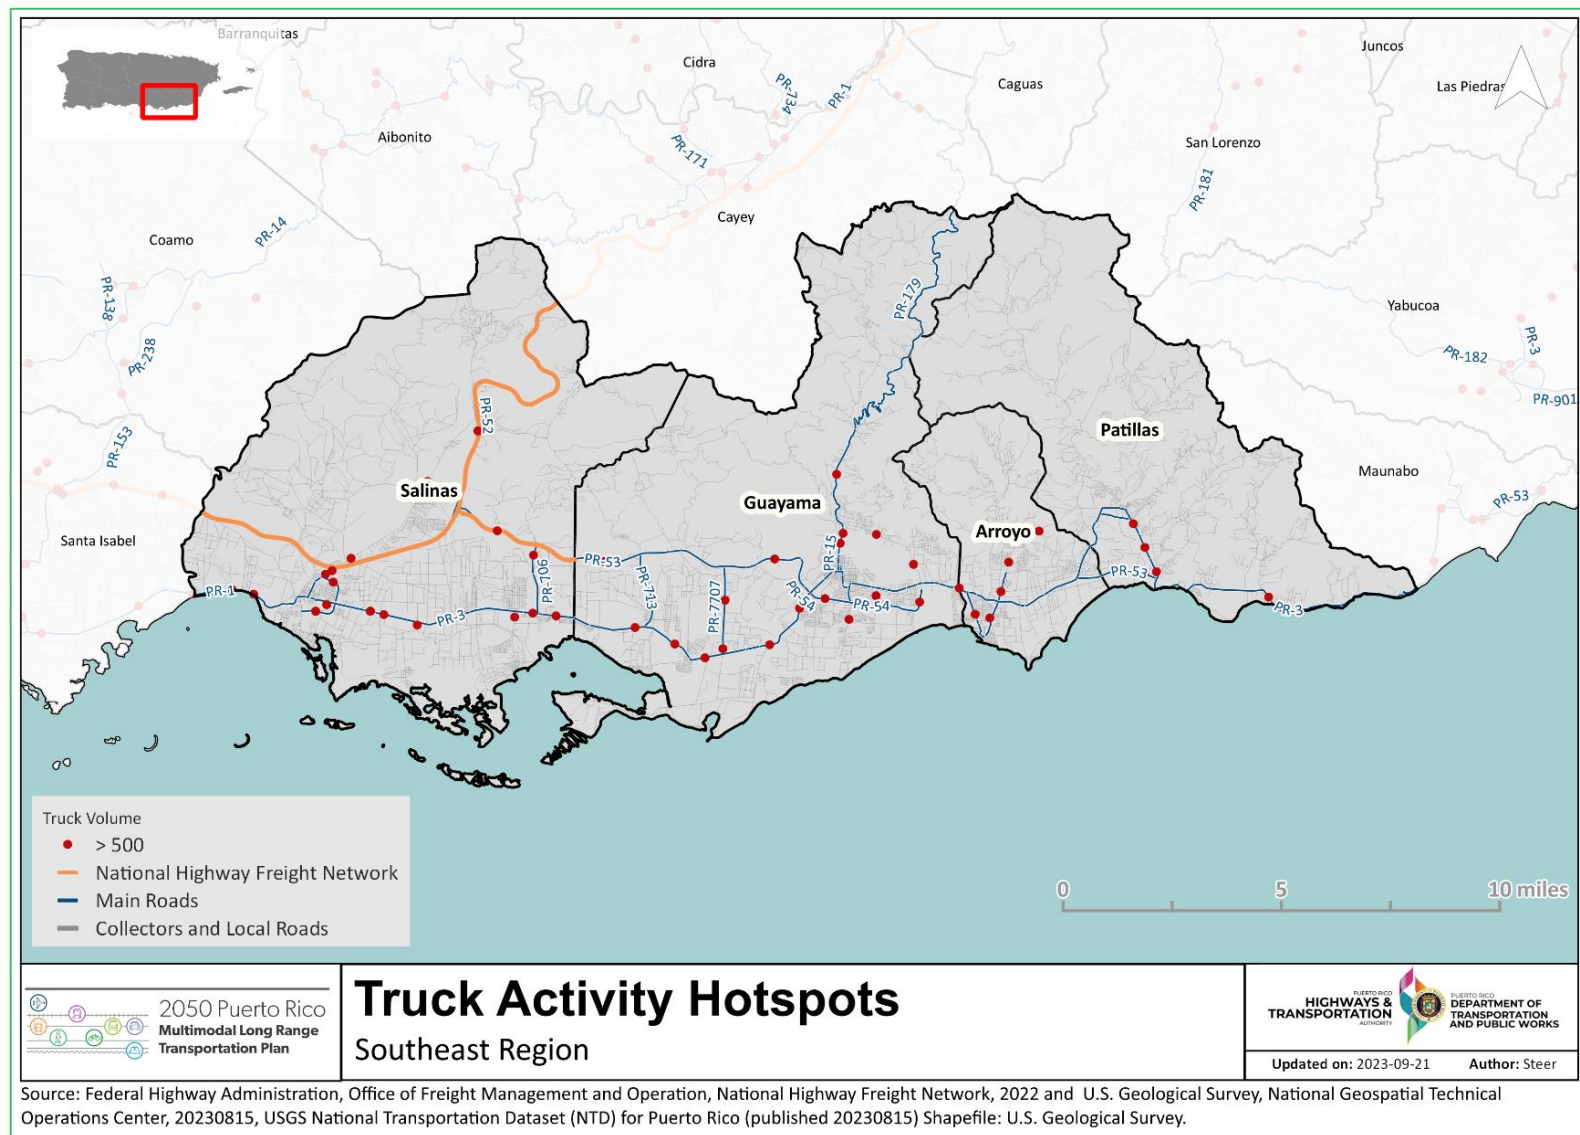 Barranquitas
Cidra
Juncos
Las Piedras
Caguas
PR-734
PR-1
Aibonito
PR-171
San Lorenzo
PR-181
Cayey
Coamo
PR-14
PR-138
PR-238
PR-179
Yabucoa
PR-3
PR-182
PR-901
PR-52
PR-153
Patillas
Salinas
Guayama
Maunabo
PR-53
Santa Isabel
Arroyo
PR-53
PR-15
PR-53
PR-706
PR-713
PR-7707
PR-54
PR-54
PR-1
PR-3
PR-3
Truck Volume
> 500
National Highway Freight Network
Main Roads
Collectors and Local Roads
0 5 10 miles
2050 Puerto Rico
Multimodal Long Range
Transportation Plan
Truck Activity Hotspots
Southeast Region
PUERTO RICO
HIGHWAYS &
TRANSPORTATION
AUTHORITY
PUERTO RICO
DEPARTMENT OF
TRANSPORTATION
AND PUBLIC WORKS
Updated on: 2023-09-21 Author: Steer
Source: Federal Highway Administration, Office of Freight Management and Operation, National Highway Freight Network, 2022 and U.S. Geological Survey, National Geospatial Technical
Operations Center, 20230815, USGS National Transportation Dataset (NTD) for Puerto Rico (published 20230815) Shapefile: U.S. Geological Survey.